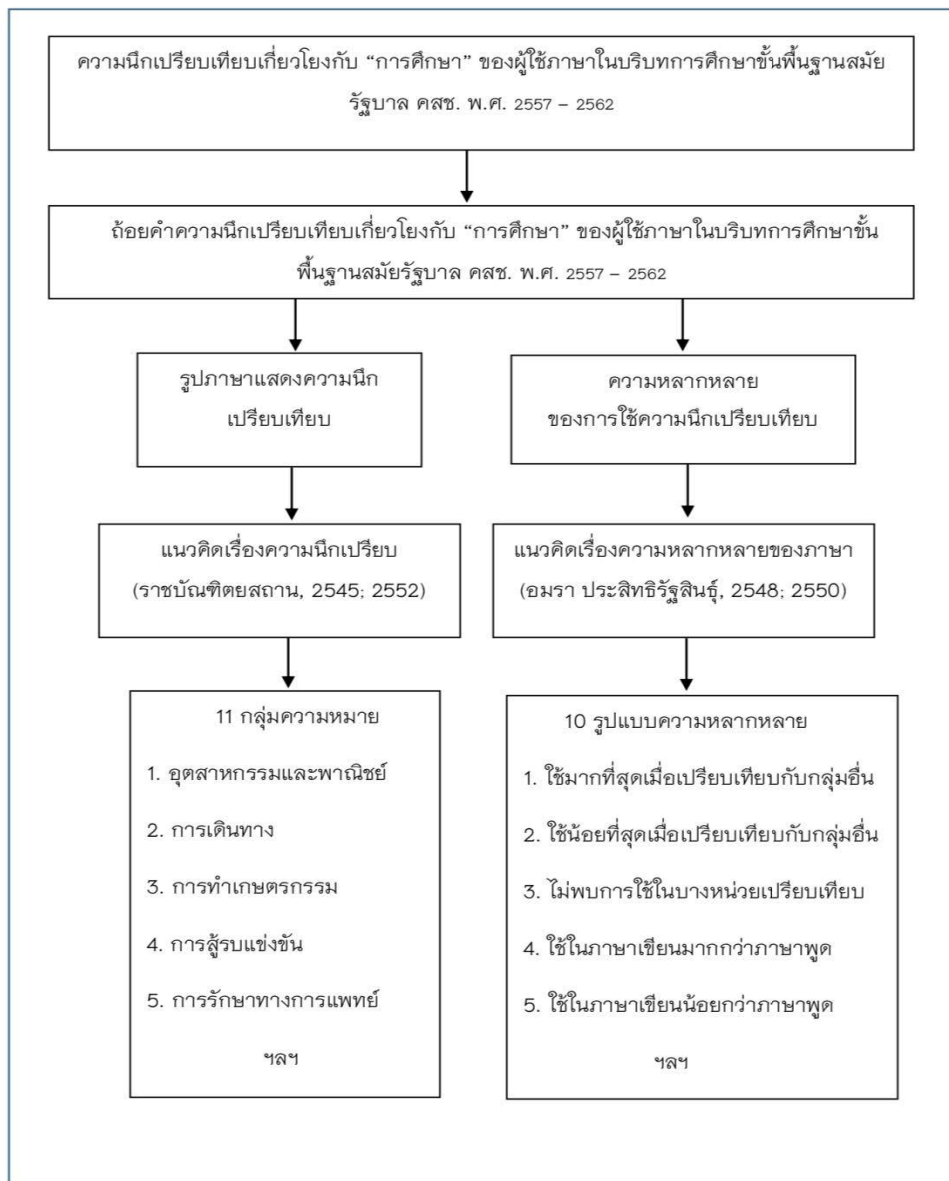 ความนึกเปรียบเทียบเกี่ยวโยงกับ “การศึกษา” ของผู้ใช้ภาษาในบริบทการศึกษาขั้นพื้นฐานสมัย
รัฐบาล คสช. พ.ศ. 2557 – 2562
ถ้อยคำความนึกเปรียบเทียบเกี่ยวโยงกับ “การศึกษา” ของผู้ใช้ภาษาในบริบทการศึกษาขั้น
พื้นฐานสมัยรัฐบาล คสช. พ.ศ. 2557 – 2562
รูปภาษาแสดงความนึก
เปรียบเทียบ
ความหลากหลาย
ของการใช้ความนึกเปรียบเทียบ
แนวคิดเรื่องความนึกเปรียบ
(ราชบัณฑิตยสถาน, 2545; 2552)
แนวคิดเรื่องความหลากหลายของภาษา
(อมรา ประสิทธิรัฐสินธุ์, 2548; 2550)
11 กลุ่มความหมาย
1. อุตสาหกรรมและพาณิชย์
2. การเดินทาง
3. การทำเกษตรกรรม
4. การสู้รบแข่งขัน
5. การรักษาทางการแพทย์
ฯลฯ
10 รูปแบบความหลากหลาย
1. ใช้มากที่สุดเมื่อเปรียบเทียบกับกลุ่มอื่น
2. ใช้น้อยที่สุดเมื่อเปรียบเทียบกับกลุ่มอื่น
3. ไม่พบการใช้ในบางหน่วยเปรียบเทียบ
4. ใช้ในภาษาเขียนมากกว่าภาษาพูด
5. ใช้ในภาษาเขียนน้อยกว่าภาษาพูด
ฯลฯ